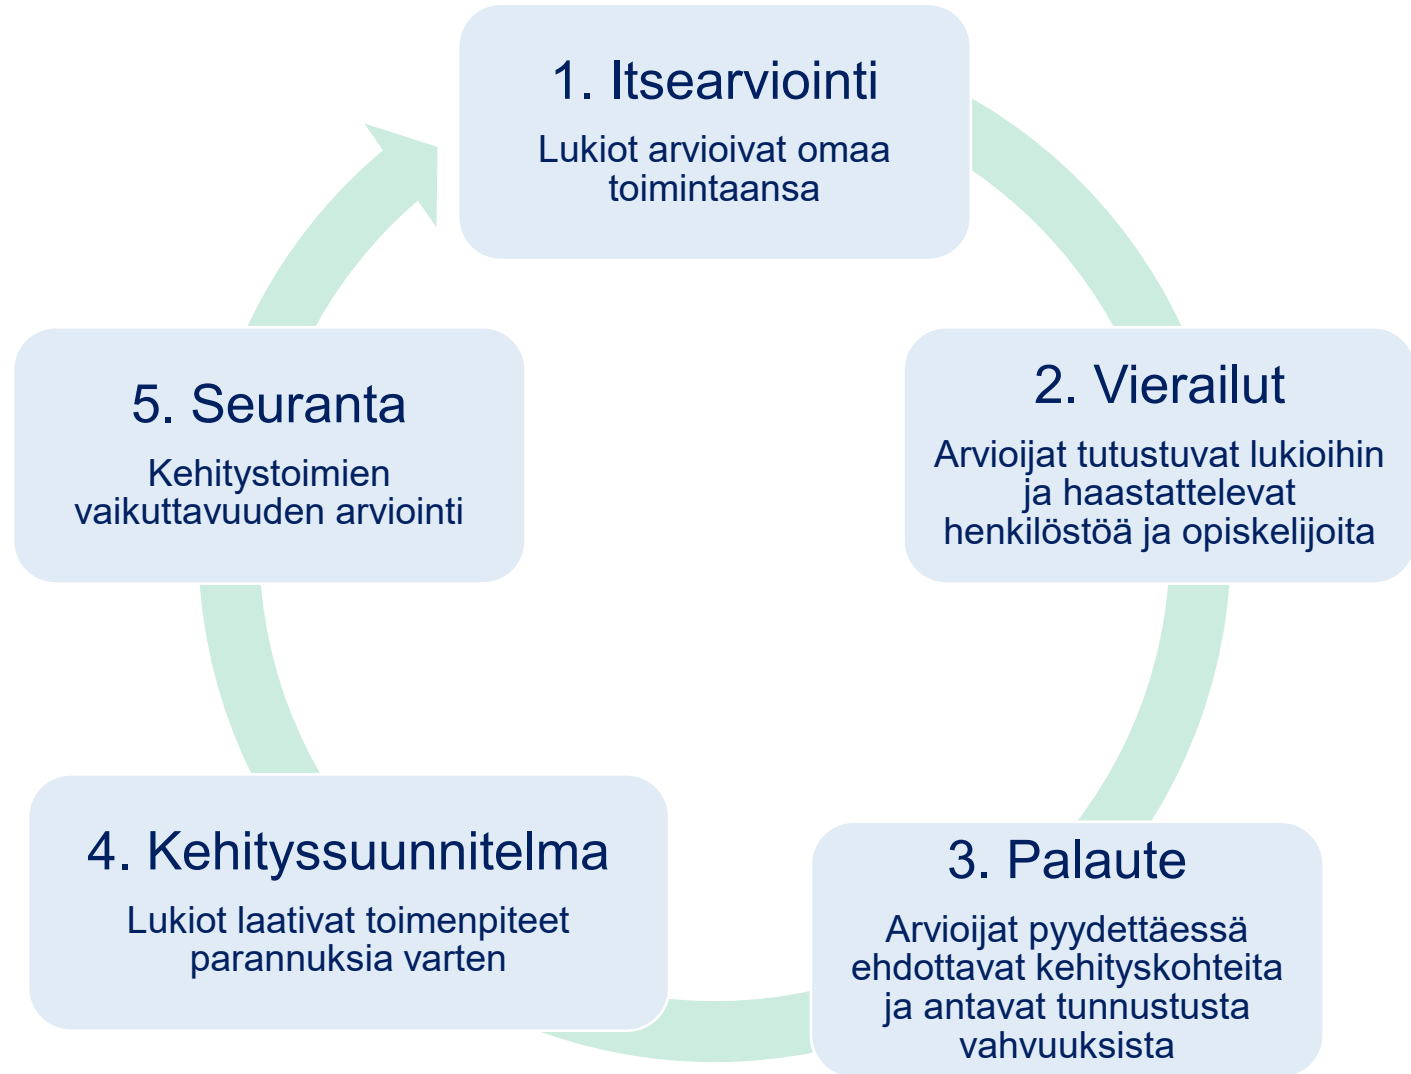 1. Itsearviointi
Lukiot arvioivat omaa
toimintaansa
2. Vierailut
Arvioijat tutustuvat lukioihin
ja haastattelevat
henkilöstöä ja opiskelijoita
3. Palaute
Arvioijat pyydettäessä
ehdottavat kehityskohteita
ja antavat tunnustusta
vahvuuksista
4. Kehityssuunnitelma
Lukiot laativat toimenpiteet
parannuksia varten
5. Seuranta
Kehitystoimien
vaikuttavuuden arviointi